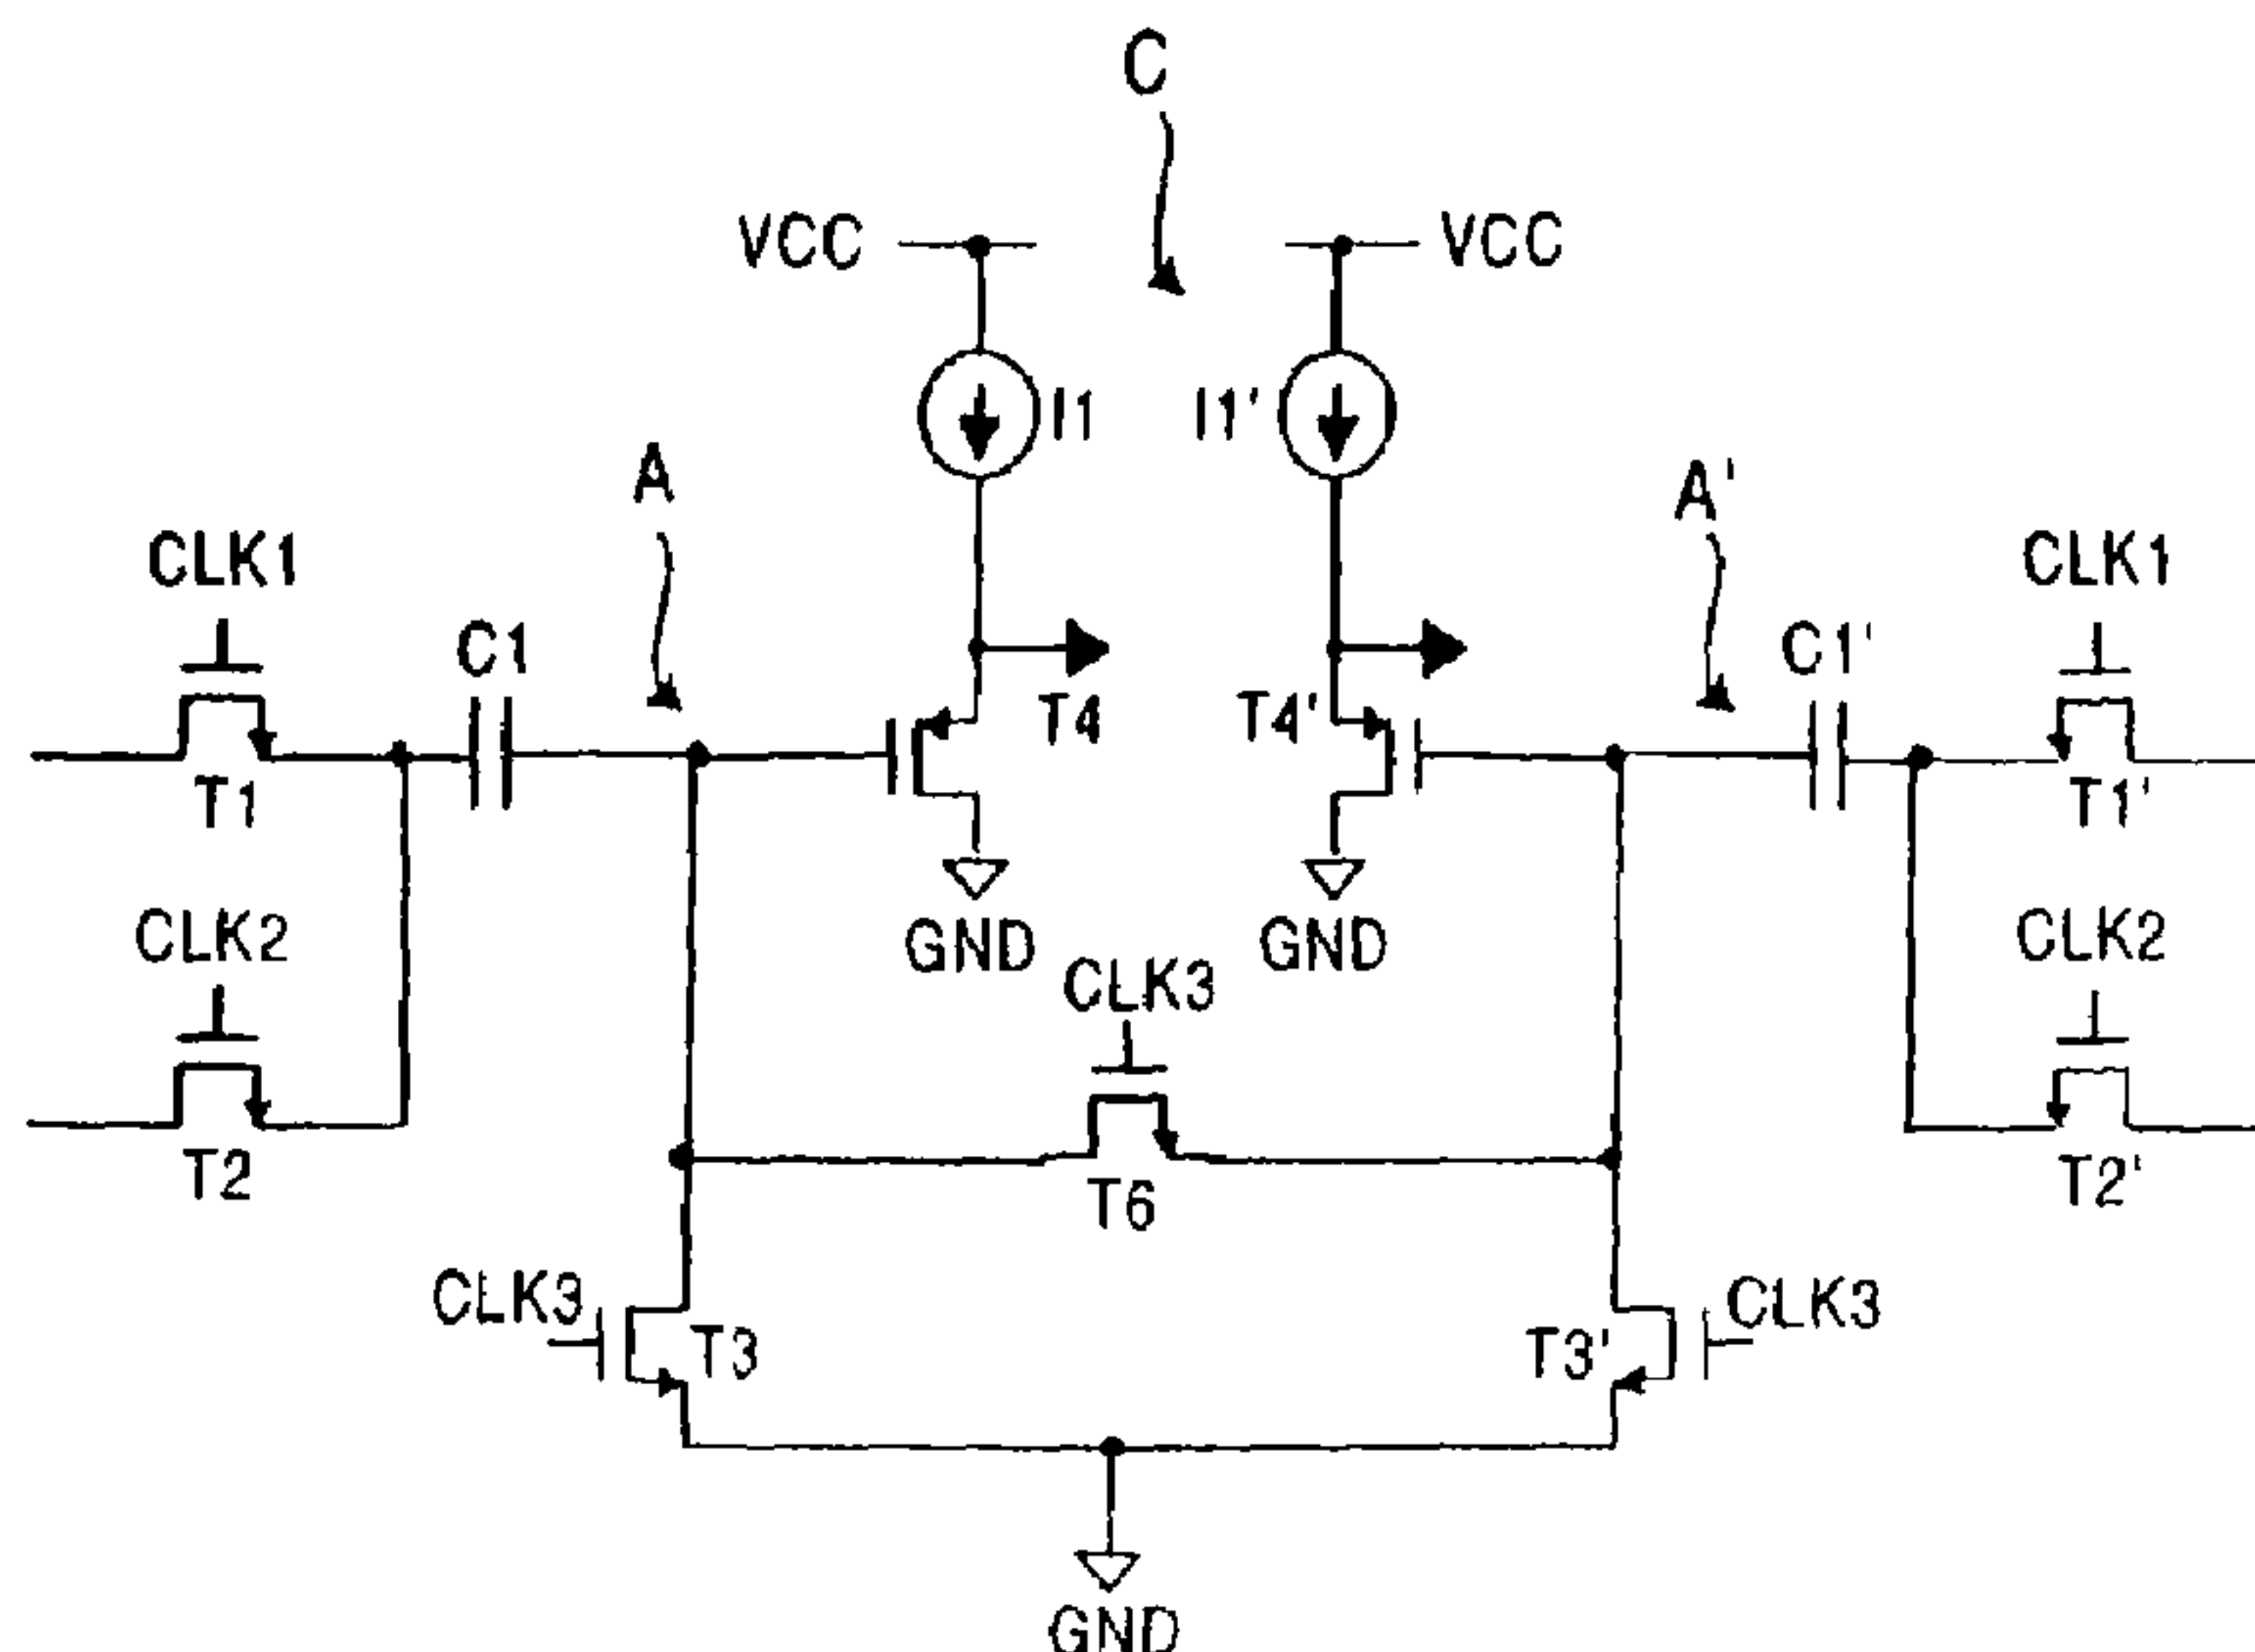 C
VCC
VCC
I1
I1'
A
A'
CLK1
CLK1
C1
C1'
T4
T4'
T1
T1'
CLK2
GND
GND
CLK2
CLK3
T2
T6
T2'
CLK3
T3
T3'
CLK3
GND